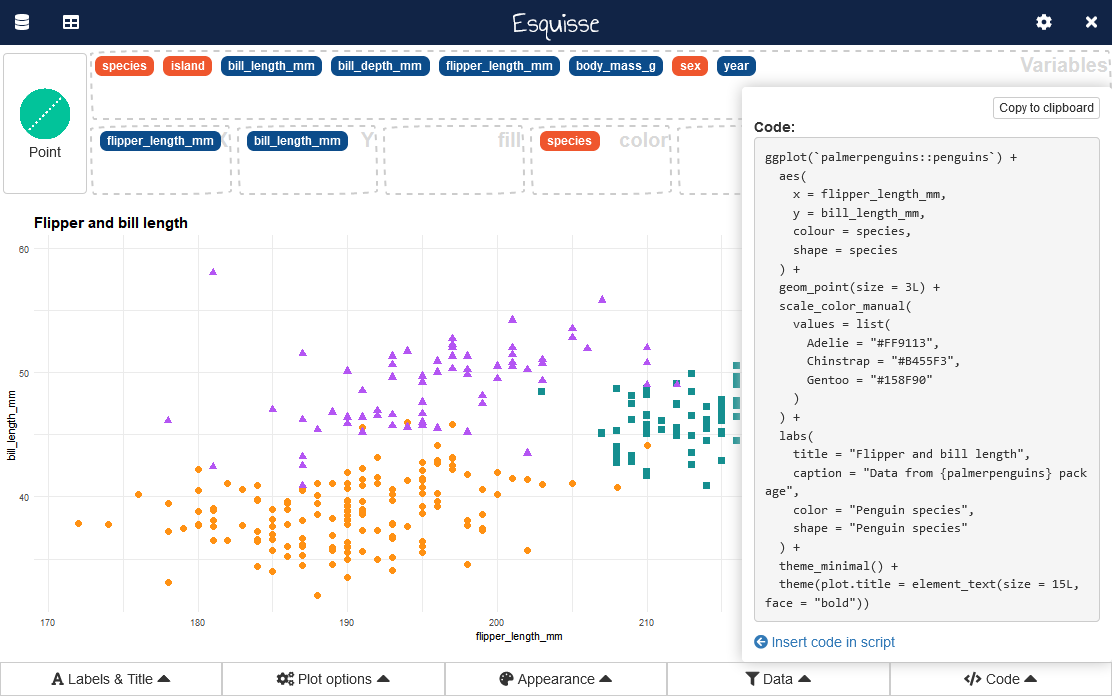 Esquisse
species island bill_length_mm bill_depth_mm flipper_length_mm body_mass_g sex year Variables
Point
flipper_length_mm X bill_length_mm Y fill species color
Copy to clipboard
Code:
ggplot(`palmerpenguins::penguins`) +
aes(
x = flipper_length_mm,
y = bill_length_mm,
colour = species,
shape = species
) +
geom_point(size = 3L) +
scale_color_manual(
values = list(
Adelie = "#FF9113",
Chinstrap = "#B455F3",
Gentoo = "#158F90"
)
) +
labs(
title = "Flipper and bill length",
caption = "Data from {palmerpenguins} pack
age",
color = "Penguin species",
shape = "Penguin species"
) +
theme_minimal() +
theme(plot.title = element_text(size = 15L,
face = "bold"))
Insert code in script
Flipper and bill length
60
50
40
bill_length_mm
170 180 190 200 210
flipper_length_mm
Labels & Title Plot options Appearance Data </> Code